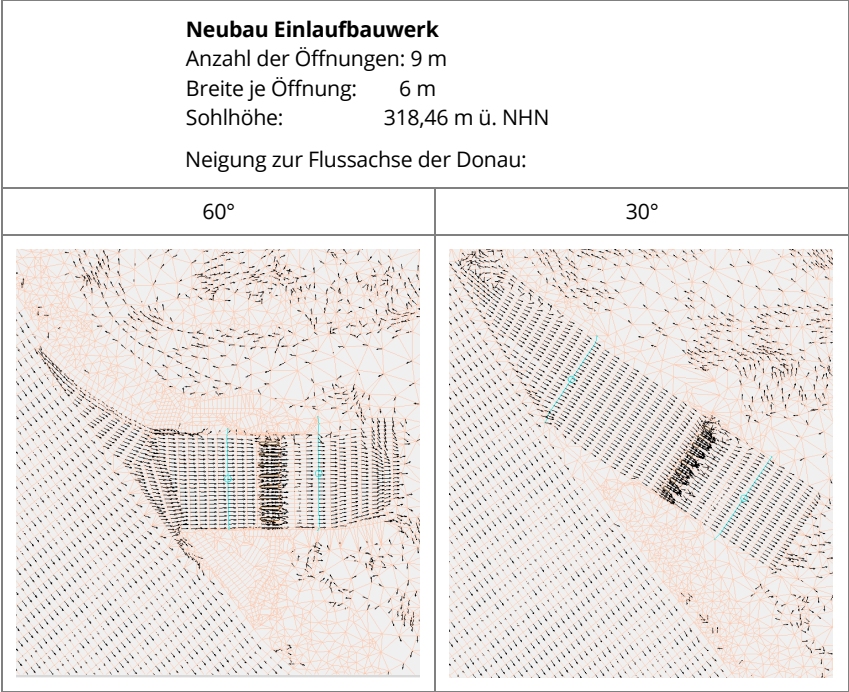 Neubau Einlaufbauwerk
Anzahl der Öffnungen: 9 m
Breite je Öffnung: 6 m
Sohlhöhe: 318,46 m ü. NHN
Neigung zur Flussachse der Donau:
60°
30°